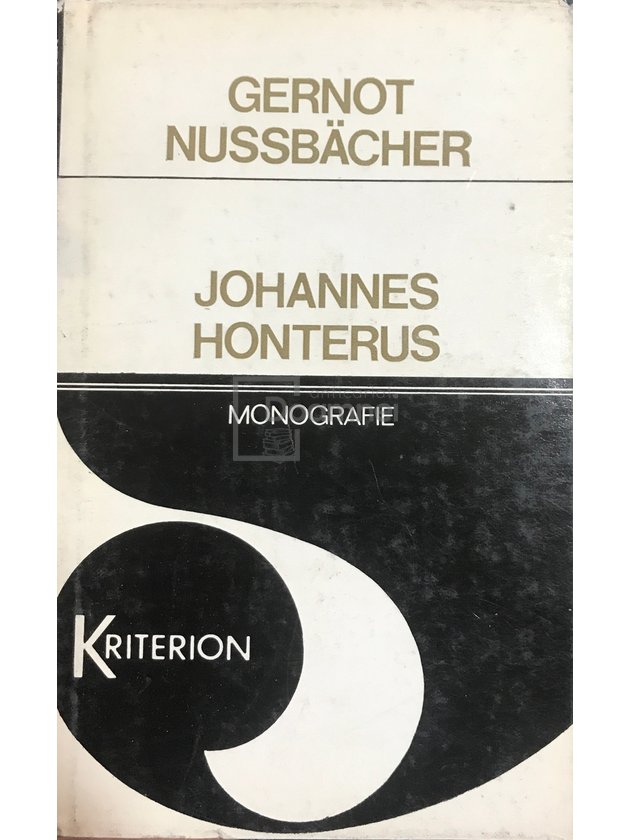 GERNOT
NUSSBÄCHER
JOHANNES
HONTERUS
MONOGRAFIE
KRITERION